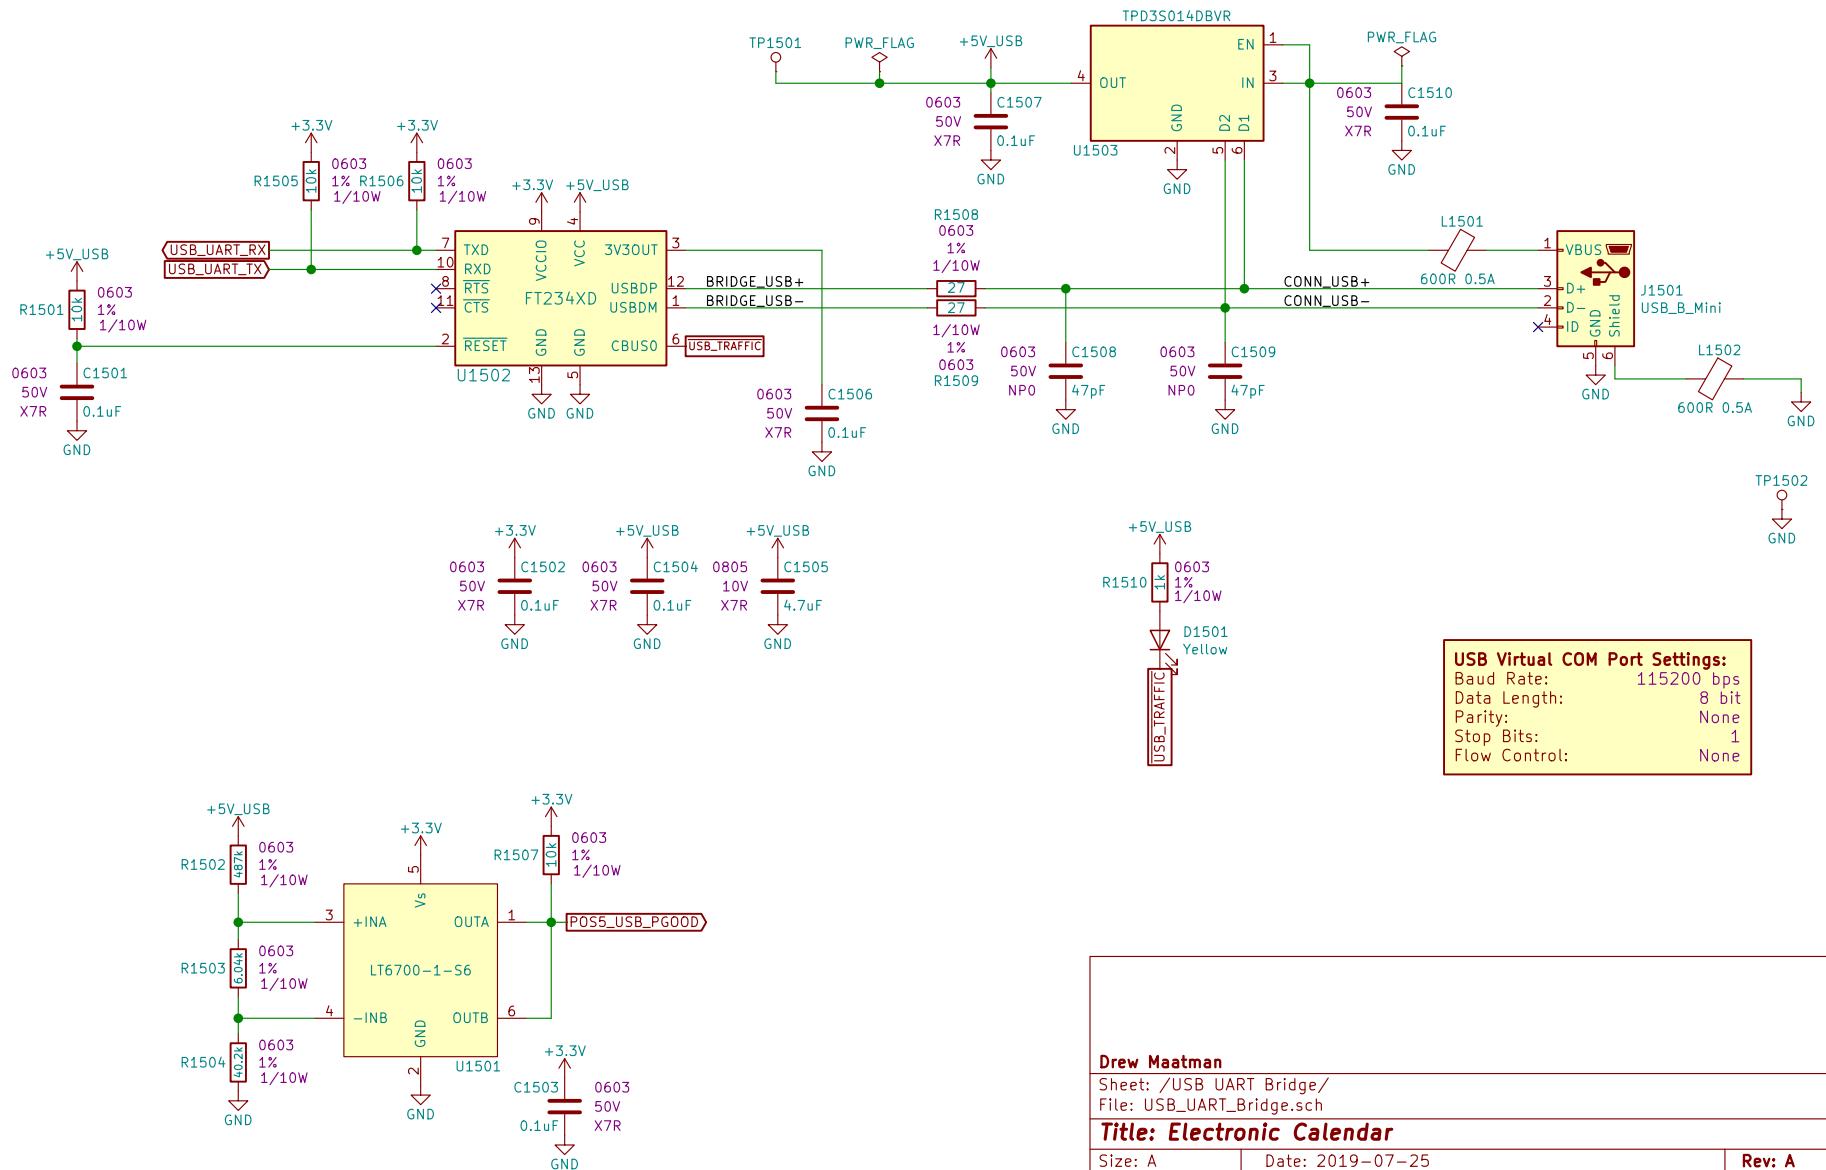 TPD3S014DBVR
TP1501
PWR_FLAG
+5V_USB
EN
1
4
OUT
IN
3
GND
D2
D1
2
5
6
U1503
GND
PWR_FLAG
0603
50V
X7R
C1507
0.1uF
GND
0603
50V
X7R
C1510
0.1uF
GND
+3.3V
R1505
10k
0603
1%
1/10W
+3.3V
R1506
10k
0603
1%
1/10W
+3.3V
+5V_USB
9
4
USB_UART_RX
USB_UART_TX
7
TXD
10
RXD
8
RTS
11
CTS
2
RESET
VCCIO
VCC
FT234XD
GND
GND
3V3OUT
3
USBDP
12
USBDM
1
CBUS0
6
USB_TRAFFIC
U1502
13
5
GND
GND
+5V_USB
R1501
10k
0603
1%
1/10W
0603
50V
X7R
C1501
0.1uF
GND
BRIDGE_USB+
BRIDGE_USB-
R1508
0603
1%
1/10W
27
27
1/10W
1%
0603
R1509
0603
50V
X7R
C1506
0.1uF
GND
0603
50V
NP0
C1508
47pF
GND
0603
50V
NP0
C1509
47pF
GND
CONN_USB+
CONN_USB-
L1501
600R 0.5A
1
VBUS
3
D+
2
D-
4
ID
GND
Shield
5
6
J1501
USB_B_Mini
GND
L1502
600R 0.5A
GND
TP1502
GND
+3.3V
0603
50V
X7R
C1502
0.1uF
GND
+5V_USB
0603
50V
X7R
C1504
0.1uF
GND
+5V_USB
0805
10V
X7R
C1505
4.7uF
GND
+5V_USB
R1510
1k
0603
1%
1/10W
D1501
Yellow
USB_TRAFFIC
USB Virtual COM Port Settings:
Baud Rate: 115200 bps
Data Length: 8 bit
Parity: None
Stop Bits: 1
Flow Control: None
+5V_USB
R1502
487k
0603
1%
1/10W
R1503
6.04k
0603
1%
1/10W
R1504
40.2k
0603
1%
1/10W
GND
+3.3V
5
Vs
3
+INA
4
-INB
LT6700-1-S6
OUTA
1
OUTB
6
GND
2
U1501
GND
+3.3V
R1507
10k
0603
1%
1/10W
POS5_USB_PGOOD
+3.3V
C1503
0.1uF
0603
50V
X7R
GND
Drew Maatman
Sheet: /USB UART Bridge/
File: USB_UART_Bridge.sch
Title: Electronic Calendar
Size: A
Date: 2019-07-25
Rev: A